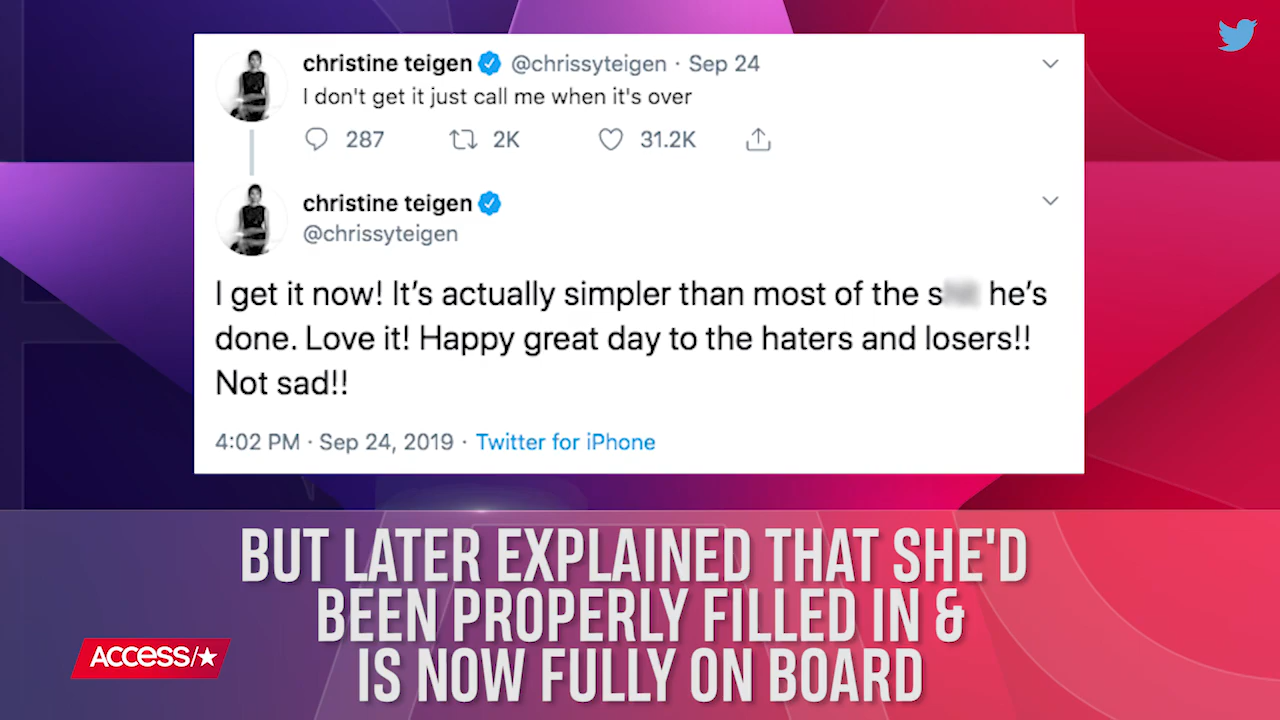 christine teigen @chrissyteigen · Sep 24
I don't get it just call me when it's over
287 2K 31.2K
christine teigen
@chrissyteigen
I get it now! It's actually simpler than most of the s he's
done. Love it! Happy great day to the haters and losers!!
Not sad!!
4:02 PM · Sep 24, 2019 · Twitter for iPhone
BUT LATER EXPLAINED THAT SHE'D
BEEN PROPERLY FILLED IN &
IS NOW FULLY ON BOARD
ACCESS/